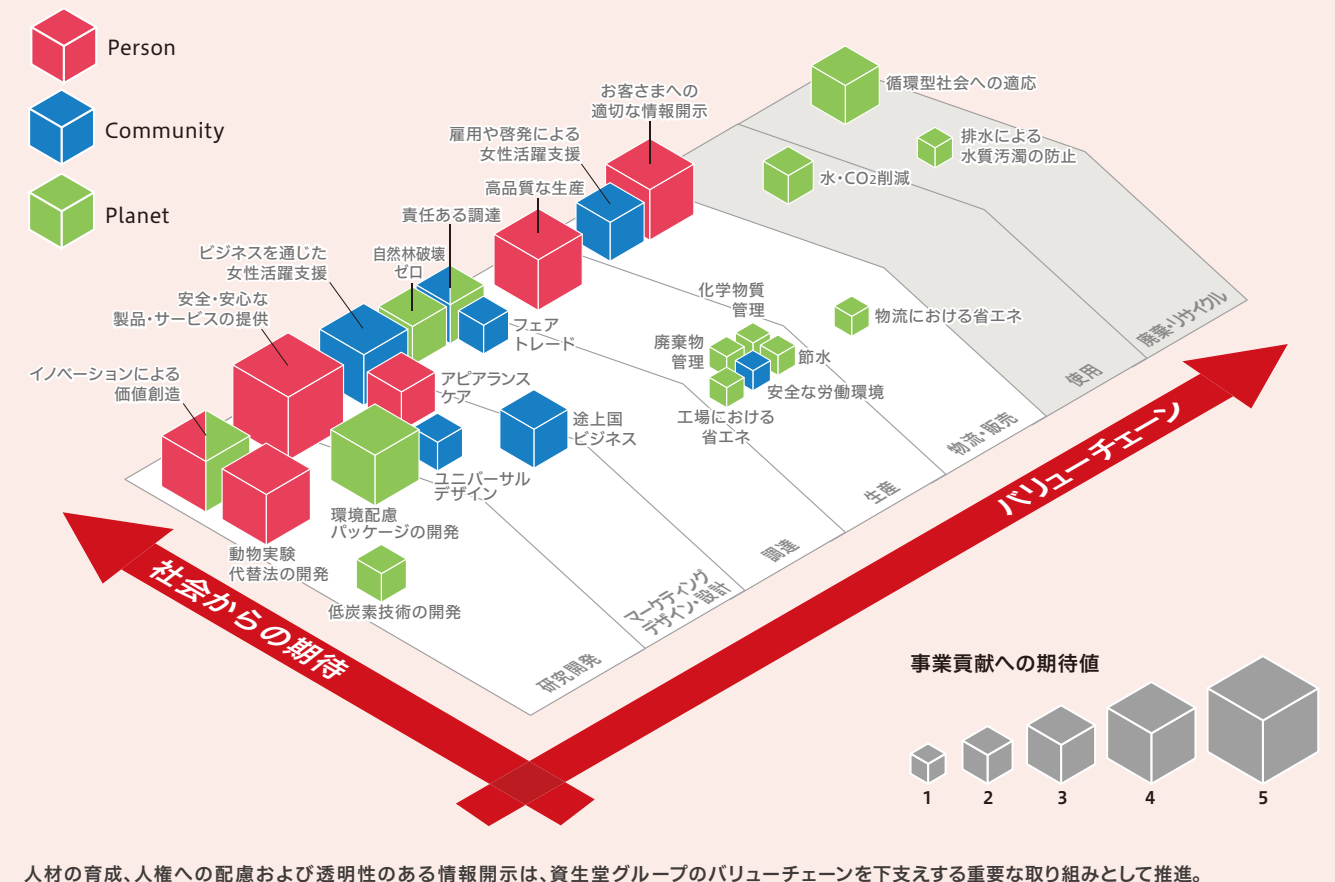 Person
Community
Planet
お客さまへの
適切な情報開示
雇用や啓発による
女性活躍支援
高品質な生産
責任ある調達
自然林破壊
ゼロ
ビジネスを通じた
女性活躍支援
安全・安心な
製品・サービスの提供
イノベーションによる
価値創造
循環型社会への適応
排水による
水質汚濁の防止
水・CO2削減
物流における省エネ
化学物質
管理
廃棄物
管理
節水
安全な労働環境
工場における
省エネ
フェア
トレード
アピアランス
ケア
途上国
ビジネス
ユニバーサル
デザイン
環境配慮
パッケージの開発
動物実験
代替法の開発
低炭素技術の開発
研究開発
マーケティング
デザイン・設計
調達
生産
物流・販売
使用
廃棄・リサイクル
社会からの期待
バリューチェーン
事業貢献への期待値
1
2
3
4
5
人材の育成、人権への配慮および透明性のある情報開示は、資生堂グループのバリューチェーンを下支えする重要な取り組みとして推進。